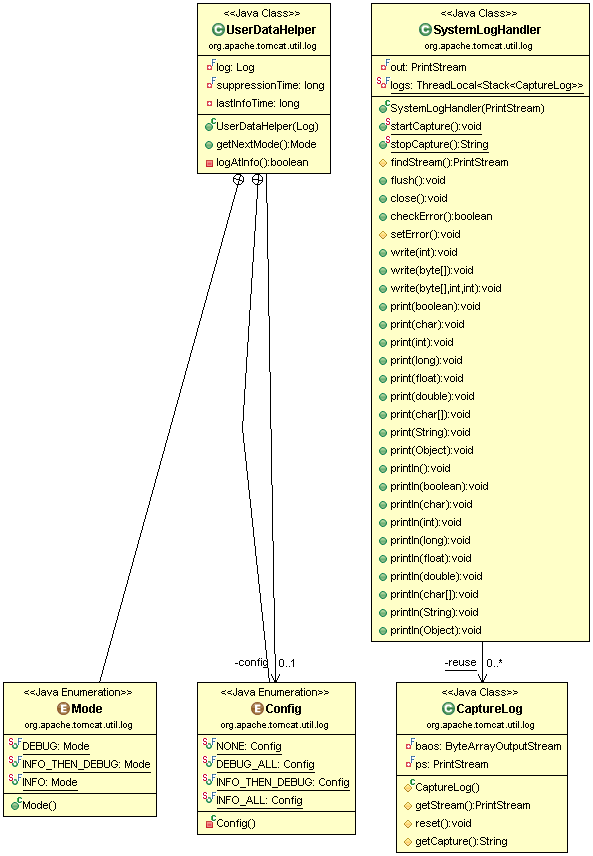 <<Java Class>>
UserDataHelper
org.apache.tomcat.util.log
log: Log
suppressionTime: long
lastInfoTime: long
UserDataHelper(Log)
getNextMode():Mode
logAtInfo():boolean
<<Java Class>>
SystemLogHandler
org.apache.tomcat.util.log
out: PrintStream
logs: ThreadLocal<Stack<CaptureLog>>
SystemLogHandler(PrintStream)
startCapture():void
stopCapture():String
findStream():PrintStream
flush():void
close():void
checkError():boolean
setError():void
write(int):void
write(byte[]):void
write(byte[],int,int):void
print(boolean):void
print(char):void
print(int):void
print(long):void
print(float):void
print(double):void
print(char[]):void
print(String):void
print(Object):void
println():void
println(boolean):void
println(char):void
println(int):void
println(long):void
println(float):void
println(double):void
println(char[]):void
println(String):void
println(Object):void
-config 0..1
-reuse 0..*
<<Java Enumeration>>
Mode
org.apache.tomcat.util.log
DEBUG: Mode
INFO_THEN_DEBUG: Mode
INFO: Mode
Mode()
<<Java Enumeration>>
Config
org.apache.tomcat.util.log
NONE: Config
DEBUG_ALL: Config
INFO_THEN_DEBUG: Config
INFO_ALL: Config
Config()
<<Java Class>>
CaptureLog
org.apache.tomcat.util.log
baos: ByteArrayOutputStream
ps: PrintStream
CaptureLog()
getStream():PrintStream
reset():void
getCapture():String